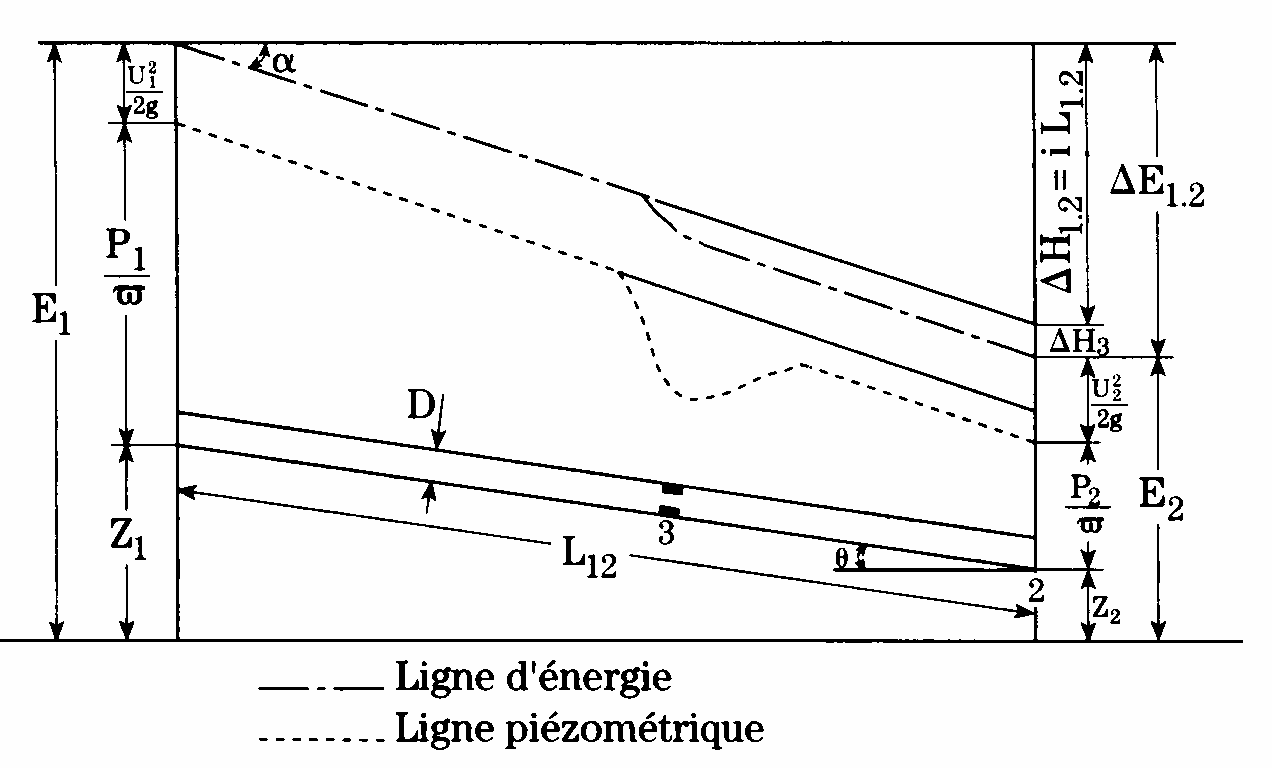 U₁²/2g
α
P₁/ϖ
E₁
Z₁
D
L₁₂
3
θ
2
ΔH₁.₂ = i L₁.₂
ΔE₁.₂
ΔH₃
U₂²/2g
P₂/ϖ
E₂
Z₂
Ligne d'énergie
Ligne piézométrique